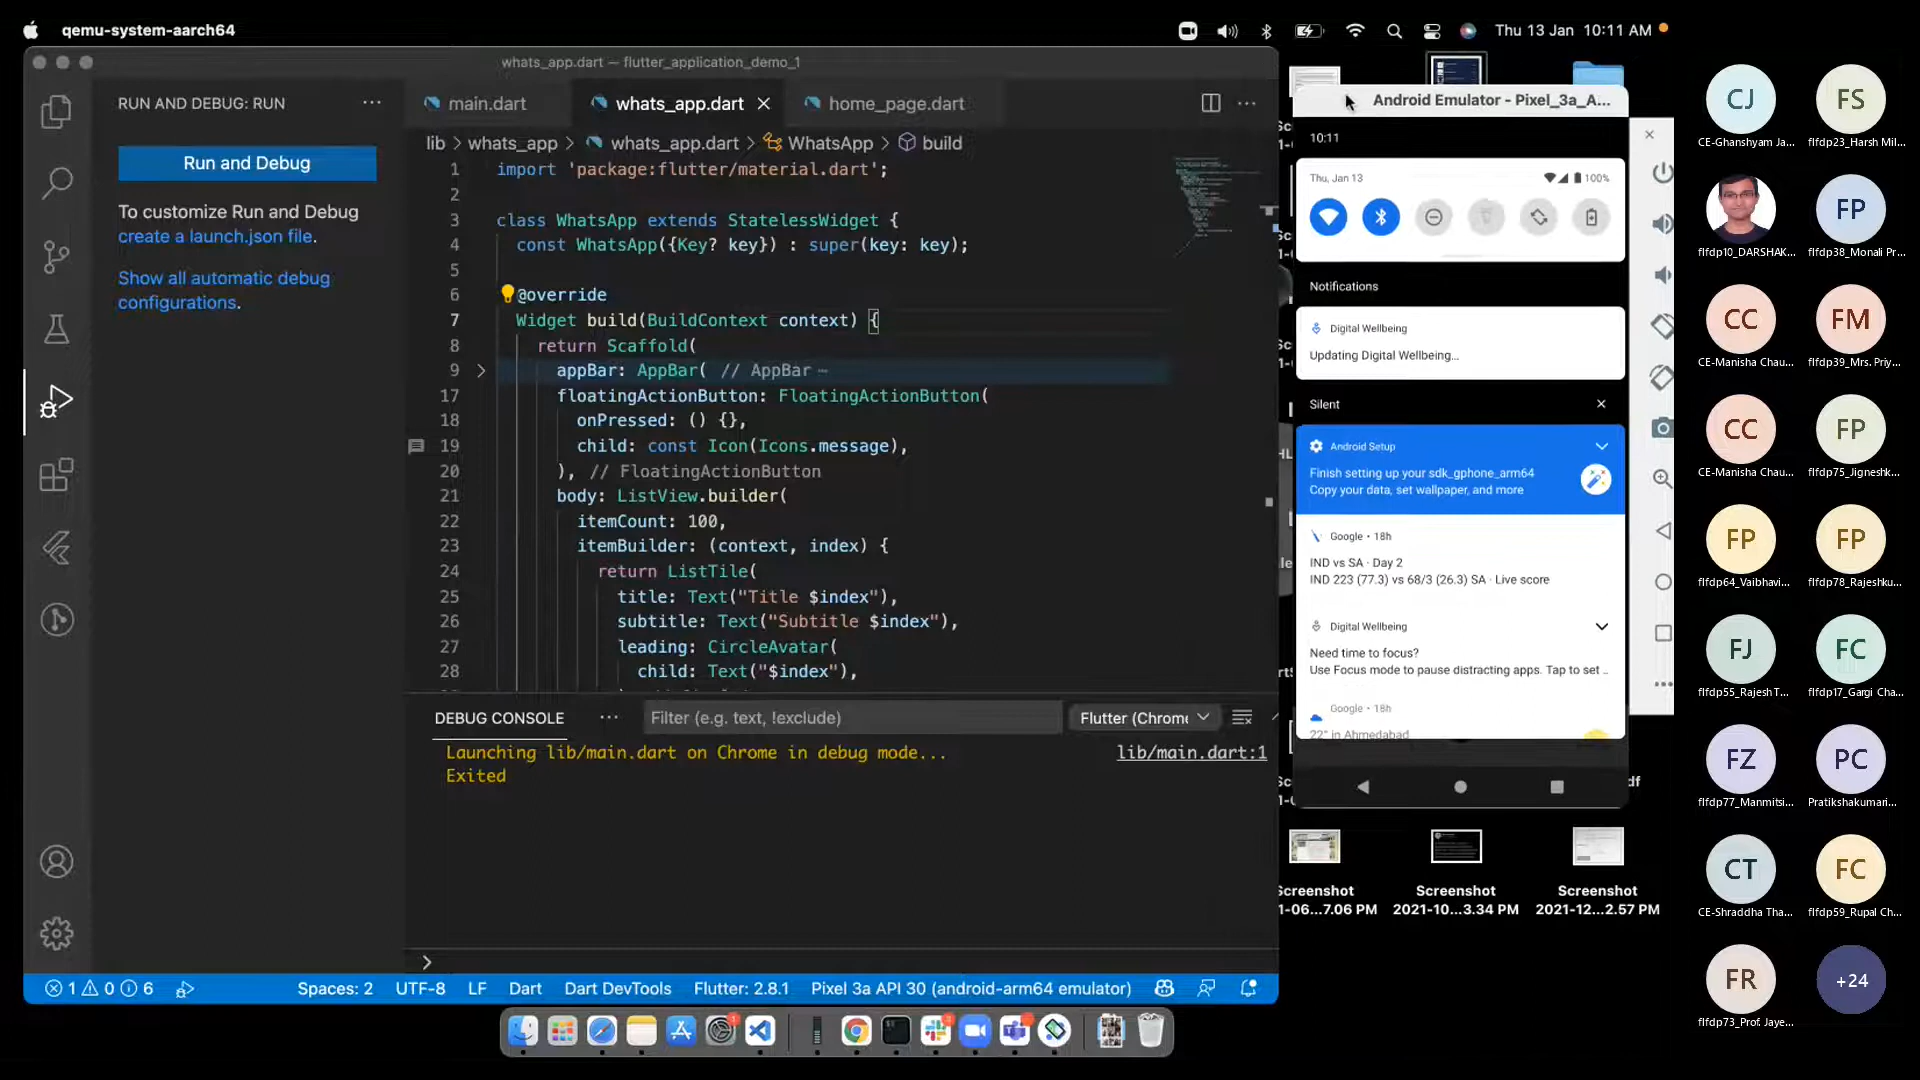 qemu-system-aarch64
Thu 13 Jan 10:11 AM
whats_app.dart — flutter_application_demo_1
RUN AND DEBUG: RUN
Run and Debug
To customize Run and Debug
create a launch.json file.
Show all automatic debug
configurations.
main.dart
whats_app.dart
home_page.dart
lib > whats_app > whats_app.dart > WhatsApp > build
1 import 'package:flutter/material.dart';
2
3 class WhatsApp extends StatelessWidget {
4 const WhatsApp({Key? key}) : super(key: key);
5
6 @override
7 Widget build(BuildContext context) {
8 return Scaffold(
9 appBar: AppBar( // AppBar ⋯
17 floatingActionButton: FloatingActionButton(
18 onPressed: () {},
19 child: const Icon(Icons.message),
20 ), // FloatingActionButton
21 body: ListView.builder(
22 itemCount: 100,
23 itemBuilder: (context, index) {
24 return ListTile(
25 title: Text("Title $index"),
26 subtitle: Text("Subtitle $index"),
27 leading: CircleAvatar(
28 child: Text("$index"),
DEBUG CONSOLE
Filter (e.g. text, !exclude)
Flutter (Chrome
Launching lib/main.dart on Chrome in debug mode...
lib/main.dart:1
Exited
1 0 6
Spaces: 2
UTF-8
LF
Dart
Dart DevTools
Flutter: 2.8.1
Pixel 3a API 30 (android-arm64 emulator)
Android Emulator - Pixel_3a_A...
10:11
Thu, Jan 13
100%
Notifications
Digital Wellbeing
Updating Digital Wellbeing...
Silent
Android Setup
Finish setting up your sdk_gphone_arm64
Copy your data, set wallpaper, and more
Google • 18h
IND vs SA · Day 2
IND 223 (77.3) vs 68/3 (26.3) SA · Live score
Digital Wellbeing
Need time to focus?
Use Focus mode to pause distracting apps. Tap to set ..
Google • 18h
22° in Ahmedabad
df
Screenshot
1-06...7.06 PM
Screenshot
2021-10...3.34 PM
Screenshot
2021-12...2.57 PM
CJ
CE-Ghanshyam Ja...
FS
flfdp23_Harsh Mil...
flfdp10_DARSHAK...
FP
flfdp38_Monali Pr...
CC
CE-Manisha Chau...
FM
flfdp39_Mrs. Priy...
CC
CE-Manisha Chau...
FP
flfdp75_Jigneshk...
FP
flfdp64_Vaibhavi...
FP
flfdp78_Rajeshku...
FJ
flfdp55_Rajesh T...
FC
flfdp17_Gargi Cha...
FZ
flfdp77_Manmitsi...
PC
Pratikshakumari...
CT
CE-Shraddha Tha...
FC
flfdp59_Rupal Ch...
FR
flfdp73_Prof. Jaye...
+24